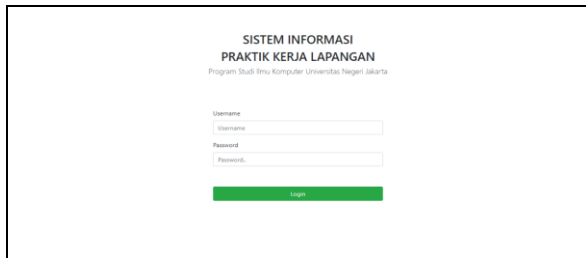 SISTEM INFORMASI
PRAKTIK KERJA LAPANGAN
Program Studi Ilmu Komputer Universitas Negeri Jakarta
Username
Username
Password
Password..
Login